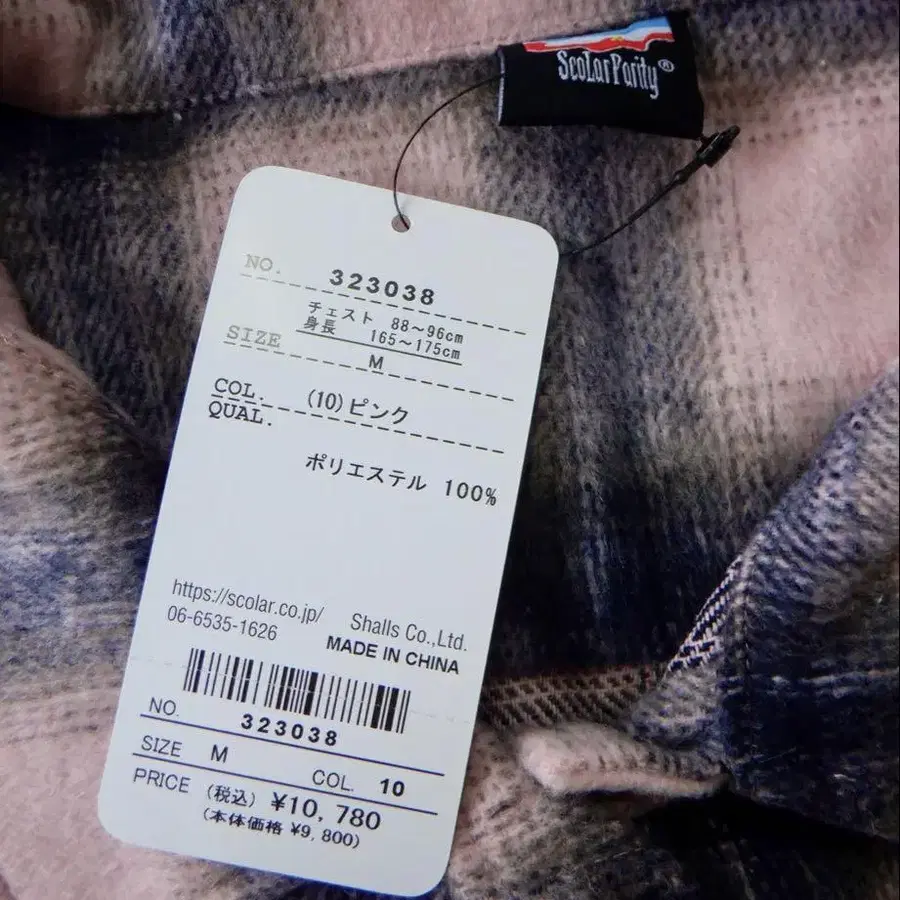 ScoLarParity®
NO. 323038
チェスト 88～96cm
身長 165～175cm
SIZE M
COL. (10)ピンク
QUAL.
ポリエステル 100%
https://scolar.co.jp/
06-6535-1626
Shalls Co.,Ltd.
MADE IN CHINA
NO. 323038
SIZE M COL. 10
PRICE (税込) ¥10,780
(本体価格 ¥9,800)